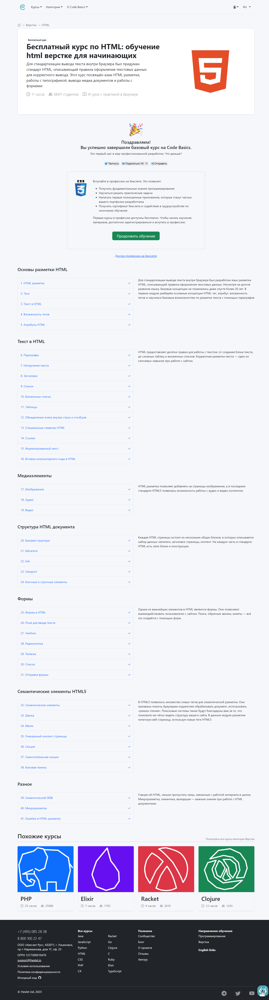 Курсы Категории О Code Basics RU
→ Верстка → HTML
Бесплатный курс
Бесплатный курс по HTML: обучение
html верстке для начинающих
Для стандартизации вывода текста внутри браузера был придуман
стандарт HTML, описывающий правила оформления текстовых данных
для корректного вывода. Этот курс посвящён азам HTML разметки,
работы с типографикой, вывода медиа документов и работы с
формами
11 часов 68411 студентов 41 урок с практикой в браузере
Поздравляем!
Вы успешно завершили базовый курс на Code Basics.
Это первый шаг в мир профессиональной разработки. Что дальше?
Твитнуть Поделиться VK 11 Отправить
CSS
3
Вступайте в профессию на Хекслете. Это позволит:
• Получить фундаментальные знания программирования
• Научиться решать практические задачи
• Написать первые полноценные приложения, которые станут частью
вашего портфолио разработчика
• Получить сертификат Хекслета и содействие в трудоустройстве по
окончании обучения
Первые курсы в профессии доступны бесплатно. Чтобы начать изучение
материала, достаточно зарегистрироваться и вступить в профессию.
Продолжить обучение
Другие профессии на Хекслете
Основы разметки HTML
1. HTML разметка
2. Теги
3. Текст в HTML
4. Вложенность тегов
5. Атрибуты HTML
Для стандартизации вывода текста внутри браузера был разработан язык разметки
HTML, описывающий правила оформления текстовых данных. Несмотря на долгое
развитие языка, базовые концепции не поменялись даже спустя более 20 лет. В
первом модуле разберём основные концепции HTML: тег, атрибут, вложенность
тегов и научимся базовым возможностям по разметке текста с помощью параграфов
Текст в HTML
6. Параграфы
7. Начертание текста
8. Заголовки
9. Списки
10. Вложенные списки
11. Таблицы
12. Объединение ячеек внутри строк и столбцов
13. Специальные символы HTML
14. Ссылки
15. Форматированный текст
16. Вставка компьютерного кода в HTML
HTML предоставляет десятки правил для работы с текстом: от создания блока текста,
до сложных таблиц и вложенных списков. Корректная разметка текста — один из
ключевых навыков при работе с сайтом.
Медиаэлементы
17. Изображения
18. Аудио
19. Видео
HTML разметка позволяет добавлять на страницы изображения, а в последнем
стандарте HTML5 появилась возможность работы с аудио и видео контентом
Структура HTML документа
20. Базовая структура
21. Метатеги
22. link
23. Viewport
24. Блочные и строчные элементы
Каждая HTML страница состоит из нескольких общих блоков, в которых описывается
набор данных: метатеги, заголовок страницы, контент. На каждую часть в стандарте
HTML есть свои блоки и конструкции.
Формы
25. Формы в HTML
26. Поле для ввода текста
27. Чекбокс
28. Радиокнопка
29. Textarea
30. Список
31. Отправка формы
Одним из важнейших элементов в HTML являются формы. Они позволяют
взаимодействовать пользователю с сайтом. Поиск, обратные звонки, анкеты — всё
это создаётся с помощью форм.
Семантические элементы HTML5
32. Семантические элементы
33. Шапка
34. Меню
35. Уникальный контент страницы
36. Секция
37. Самостоятельная секция
38. Боковая панель
В HTML5 появилось множество новых тегов для семантической разметки. Они
призваны помочь браузерам корректнее обрабатывать документ, использовать
«режим чтения». Поисковые системы также будут благодарны вам за то, что
поможете им чётко видеть структуру вашего сайта. В данном модуле разметим
типичную веб-страницу, используя новые теги HTML5
Разное
39. Семантический WEB
40. Микроразметка
41. Ошибки в HTML-разметке
Говоря об HTML, нельзя пропустить темы, связанные с работой интернета в целом.
Микроразметка, семантика, валидация — важные знания при работе с HTML
документами.
Похожие курсы
Посмотреть все курсы категории Верстка
PHP
25 часов 25986
Elixir
7 часов 1765
Racket
9 часов 2616
Clojure
12 часов 1243
+7 (495) 085 28 38
8 800 100 22 47
ООО «Хекслет Рус», 432071, г. Ульяновск,
пр-т Нариманова, дом 1Г, оф. 23
ОГРН 1217300010476
support@hexlet.io
Условия использования
Политика конфиденциальности
Исходный код
Все курсы
Java
JavaScript
Python
HTML
CSS
PHP
C#
Racket
Go
Clojure
C
Ruby
Elixir
TypeScript
Полезное
Сообщество
Блог
О проекте
Отзывы
Автору
Направления обучения
Программирование
Верстка
English links
© Hexlet Ltd, 2023